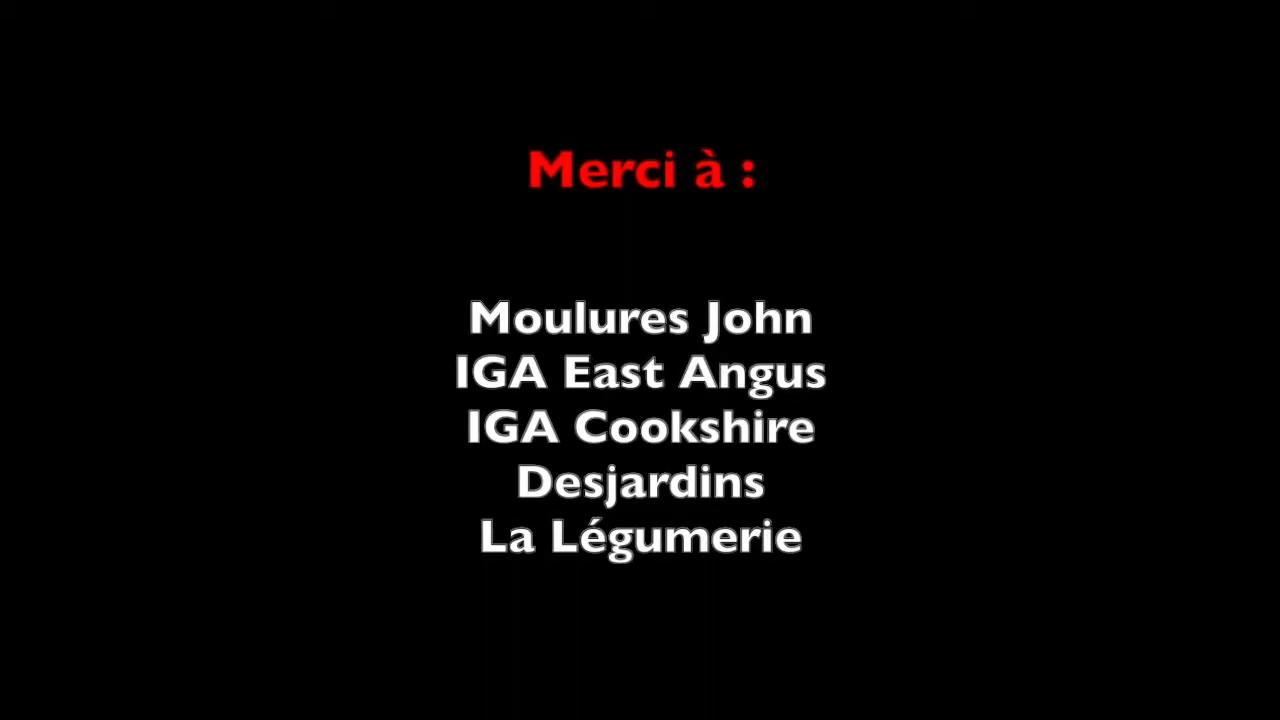 Merci à :
Moulures John
IGA East Angus
IGA Cookshire
Desjardins
La Légumerie